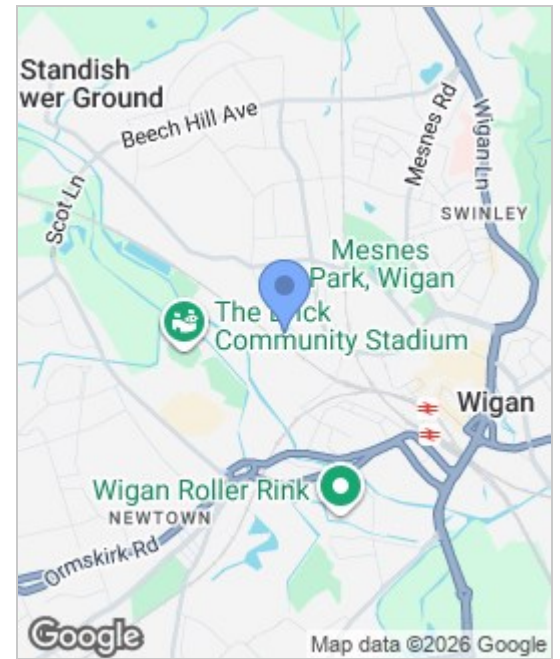 Standish
wer Ground
Beech Hill Ave
Mesnes Rd
Wigan Ln
Scot Ln
SWINLEY
Mesnes
Park, Wigan
The Brick
Community Stadium
Wigan
Wigan Roller Rink
NEWTOWN
Ormskirk Rd
Google
Map data ©2026 Google